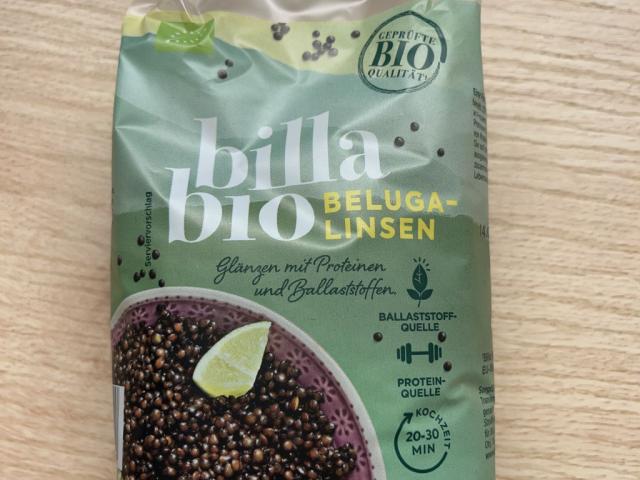 GEPRÜFTE
BIO
QUALITÄT
billa
bio
BELUGA-
LINSEN
Serviervorschlag
Glänzen mit Proteinen
und Ballaststoffen.
BALLASTSTOFF-
QUELLE
PROTEIN-
QUELLE
KOCHZEIT
20-30
MIN